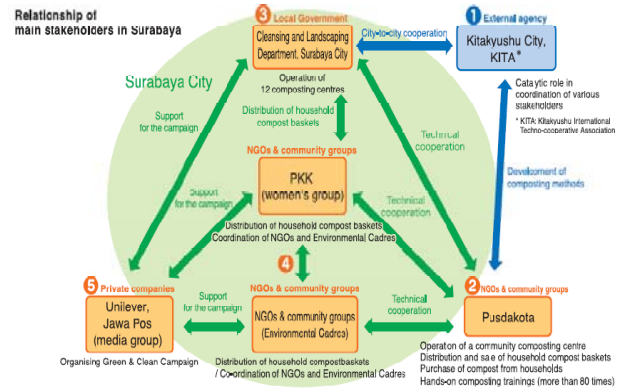 Relationship of
main stakeholders in Surabaya
3 Local Government
Cleansing and Landscaping
Department, Surabaya City
Operation of
12 composting centres
City-to-city cooperation
1 External agency
Kitakyushu City,
KITA*
Catalytic role in
coordination of various
stakeholders
* KITA: Kitakyushu International
Techno-cooperative Association
Surabaya City
Support
for the campaign
Distribution of household
compost baskets
Technical
cooperation
Development of
composting methods
NGOs & community groups
PKK
(women's group)
Distribution of household compost baskets
Coordination of NGOs and Environmental Cadres
Support
for the campaign
Technical
cooperation
4
5 Private companies
Unilever,
Jawa Pos
(media group)
Organising Green & Clean Campaign
Support
for the campaign
NGOs & community groups
NGOs & community groups
(Environmental Cadres)
Distribution of household compostbaskets
/ Co-ordination of NGOs and Environmental Cadres
Technical
cooperation
2 NGOs & community groups
Pusdakota
Operation of a community composting centre
Distribution and sale of household compost baskets
Purchase of compost from households
Hands-on composting trainings (more than 80 times)